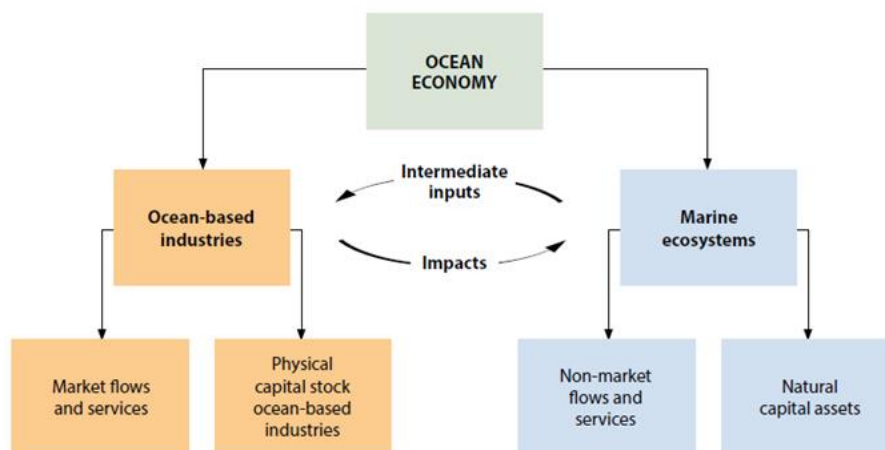 OCEAN
ECONOMY
Intermediate
inputs
Ocean-based
industries
Marine
ecosystems
Impacts
Market flows
and services
Physical
capital stock
ocean-based
industries
Non-market
flows and
services
Natural
capital assets